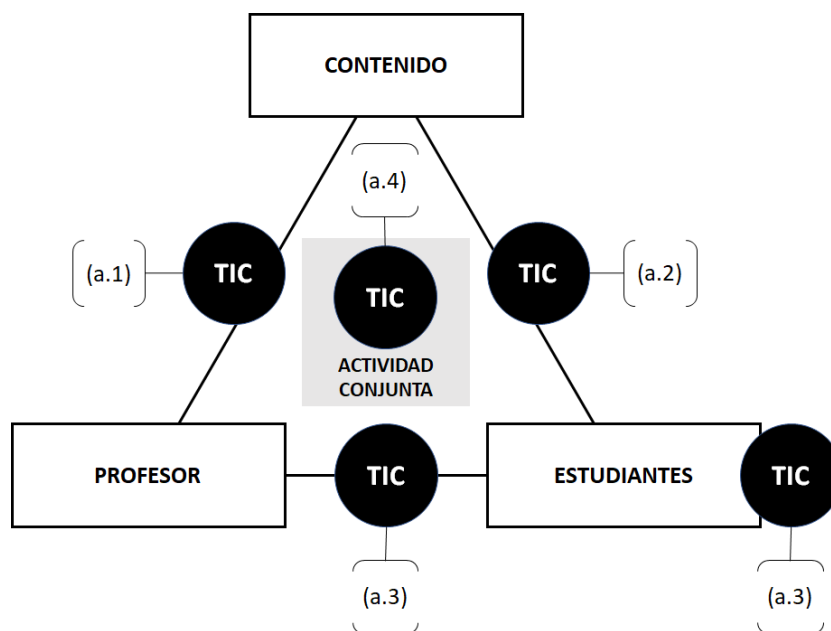 CONTENIDO
(a.4)
(a.1)
TIC
TIC
(a.2)
TIC
ACTIVIDAD
CONJUNTA
PROFESOR
TIC
ESTUDIANTES
TIC
(a.3)
(a.3)